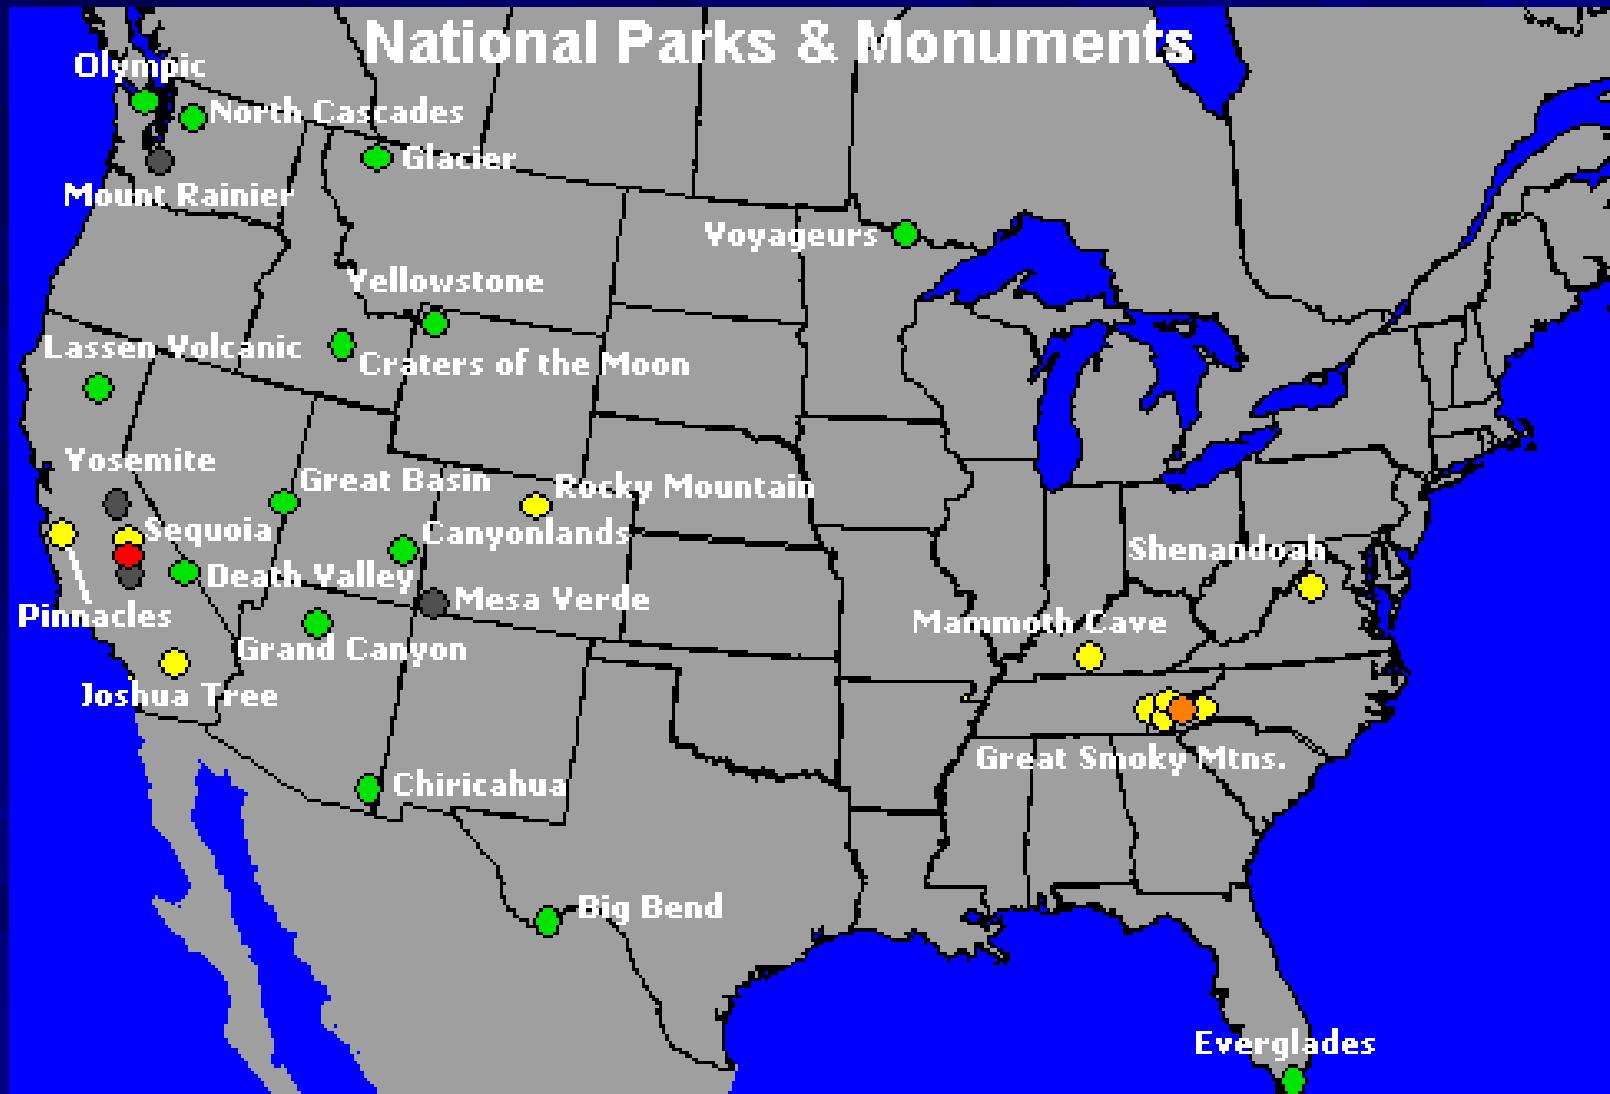 National Parks & Monuments
Olympic
North Cascades
Glacier
Mount Rainier
Voyageurs
Yellowstone
Lassen Volcanic
Craters of the Moon
Yosemite
Great Basin
Rocky Mountain
Sequoia
Canyonlands
Shenandoah
Death Valley
Mesa Verde
Pinnacles
Mammoth Cave
Grand Canyon
Joshua Tree
Great Smoky Mtns.
Chiricahua
Big Bend
Everglades